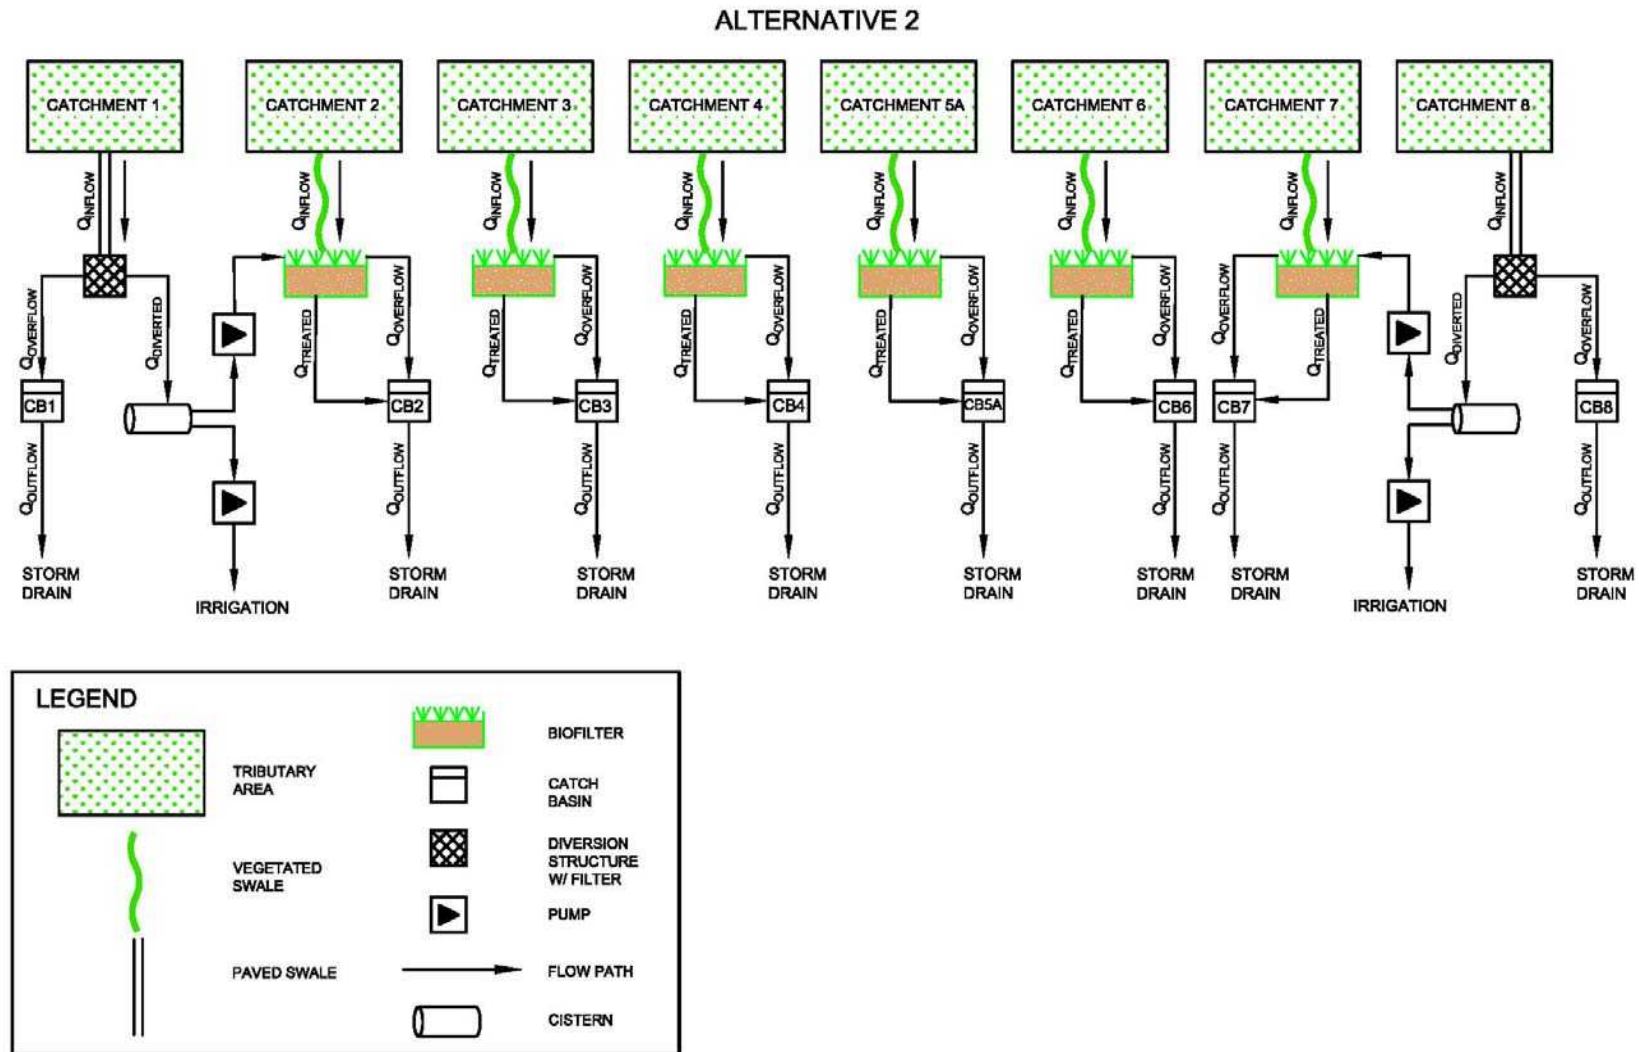 ALTERNATIVE 2
CATCHMENT 1
CATCHMENT 2
CATCHMENT 3
CATCHMENT 4
CATCHMENT 5A
CATCHMENT 6
CATCHMENT 7
CATCHMENT 8
QINFLOW
QINFLOW
QINFLOW
QINFLOW
QINFLOW
QINFLOW
QINFLOW
QINFLOW
QOVERFLOW
QDIVERTED
QTREATED
QOVERFLOW
QTREATED
QOVERFLOW
QTREATED
QOVERFLOW
QTREATED
QOVERFLOW
QTREATED
QOVERFLOW
QOVERFLOW
QTREATED
QDIVERTED
QOVERFLOW
CB1
CB2
CB3
CB4
CB5A
CB6
CB7
CB8
QOUTFLOW
QOUTFLOW
QOUTFLOW
QOUTFLOW
QOUTFLOW
QOUTFLOW
QOUTFLOW
QOUTFLOW
STORM
DRAIN
IRRIGATION
STORM
DRAIN
STORM
DRAIN
STORM
DRAIN
STORM
DRAIN
STORM
DRAIN
STORM
DRAIN
IRRIGATION
STORM
DRAIN
LEGEND
TRIBUTARY
AREA
VEGETATED
SWALE
PAVED SWALE
BIOFILTER
CATCH
BASIN
DIVERSION
STRUCTURE
W/ FILTER
PUMP
FLOW PATH
CISTERN